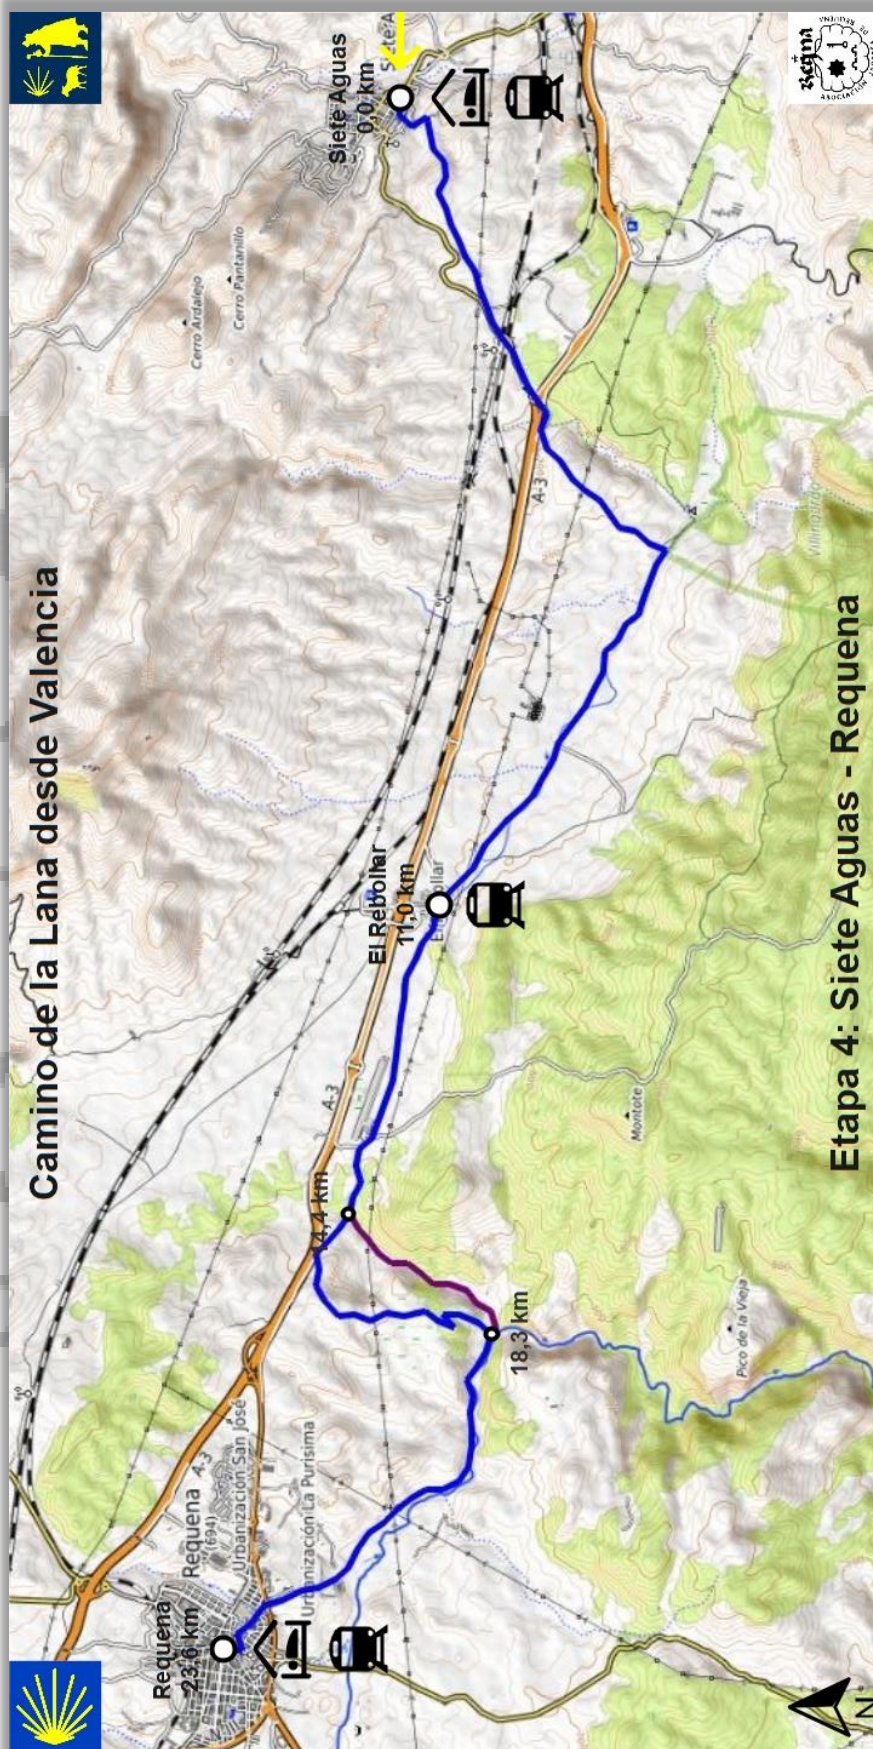 Camino de la Lana desde Valencia
Requena
23,6 km
Requena
(694)
A-3
Urbanización San José
Urbanización La Purísima
14,4 km
18,3 km
A-3
Pico de la Vieja
Montote
El Rebollar
11,0 km
A-3
Cerro Ardalejo
Cerro Pantanillo
Siete Aguas
0,0 km
Siete A
N
Etapa 4: Siete Aguas - Requena
Reqna